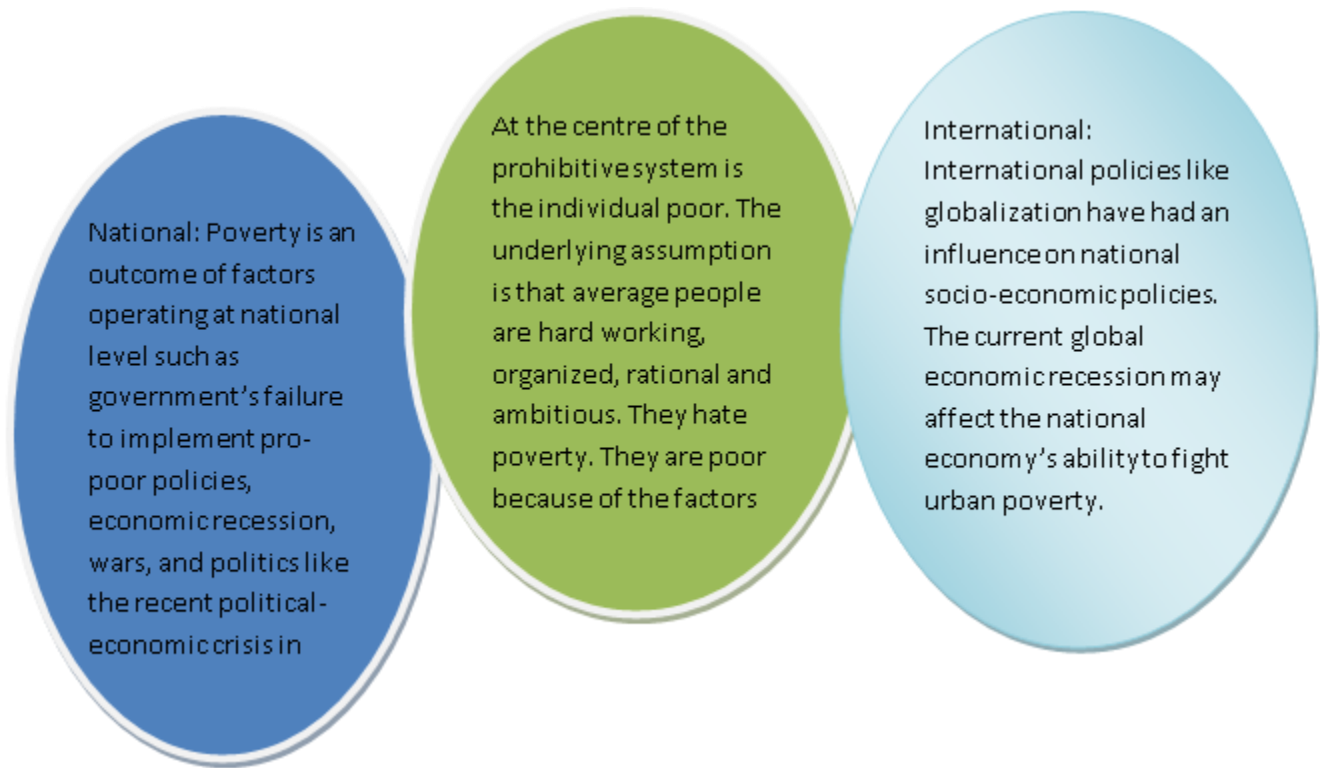 National: Poverty is an
outcome of factors
operating at national
level such as
government's failure
to implement pro-
poor policies,
economic recession,
wars, and politics like
the recent political-
economic crisis in
At the centre of the
prohibitive system is
the individual poor. The
underlying assumption
is that average people
are hard working,
organized, rational and
ambitious. They hate
poverty. They are poor
because of the factors
International:
International policies like
globalization have had an
influence on national
socio-economic policies.
The current global
economic recession may
affect the national
economy's ability to fight
urban poverty.